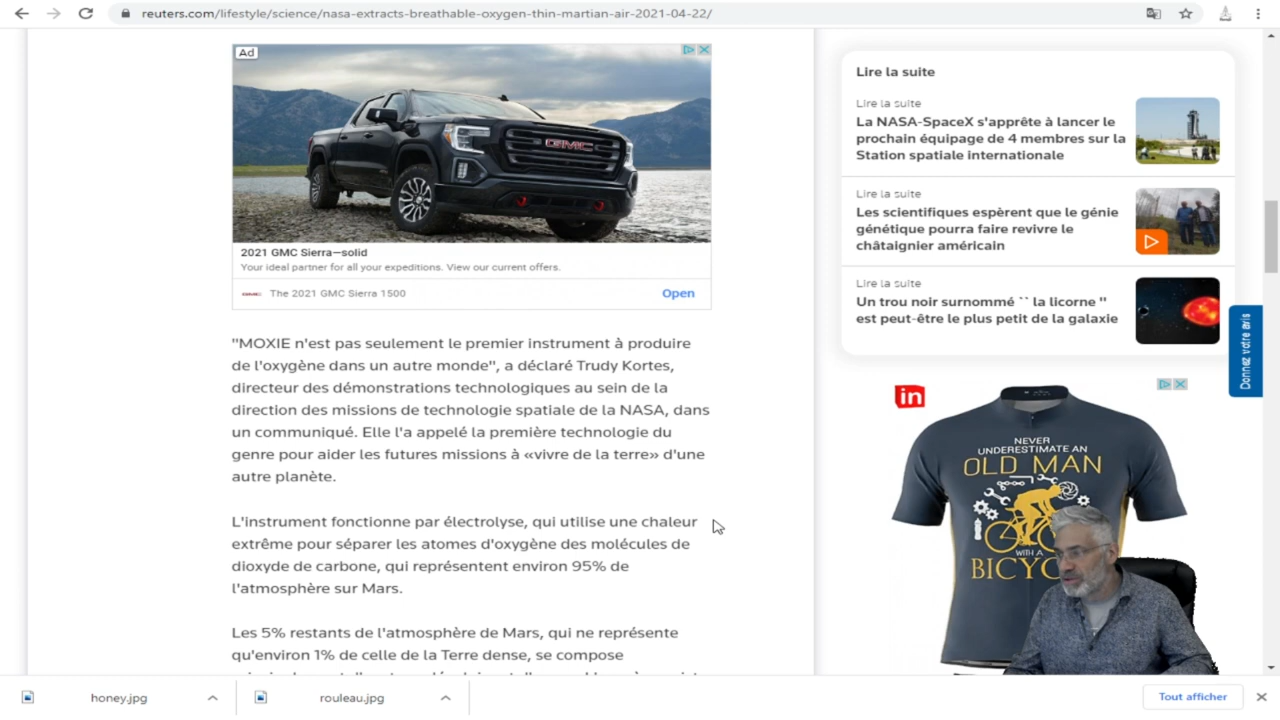 reuters.com/lifestyle/science/nasa-extracts-breathable-oxygen-thin-martian-air-2021-04-22/
Ad
GMC
2021 GMC Sierra—solid
Your ideal partner for all your expeditions. View our current offers.
GMC
The 2021 GMC Sierra 1500
Open
"MOXIE n'est pas seulement le premier instrument à produire
de l'oxygène dans un autre monde", a déclaré Trudy Kortes,
directeur des démonstrations technologiques au sein de la
direction des missions de technologie spatiale de la NASA, dans
un communiqué. Elle l'a appelé la première technologie du
genre pour aider les futures missions à «vivre de la terre» d'une
autre planète.
L'instrument fonctionne par électrolyse, qui utilise une chaleur
extrême pour séparer les atomes d'oxygène des molécules de
dioxyde de carbone, qui représentent environ 95% de
l'atmosphère sur Mars.
Les 5% restants de l'atmosphère de Mars, qui ne représente
qu'environ 1% de celle de la Terre dense, se compose
Lire la suite
Lire la suite
La NASA-SpaceX s'apprête à lancer le
prochain équipage de 4 membres sur la
Station spatiale internationale
Lire la suite
Les scientifiques espèrent que le génie
génétique pourra faire revivre le
châtaignier américain
Lire la suite
Un trou noir surnommé `` la licorne ''
est peut-être le plus petit de la galaxie
Donnez votre avis
in
NEVER
UNDERESTIMATE AN
OLD MAN
WITH A
BICYC
honey.jpg
rouleau.jpg
Tout afficher